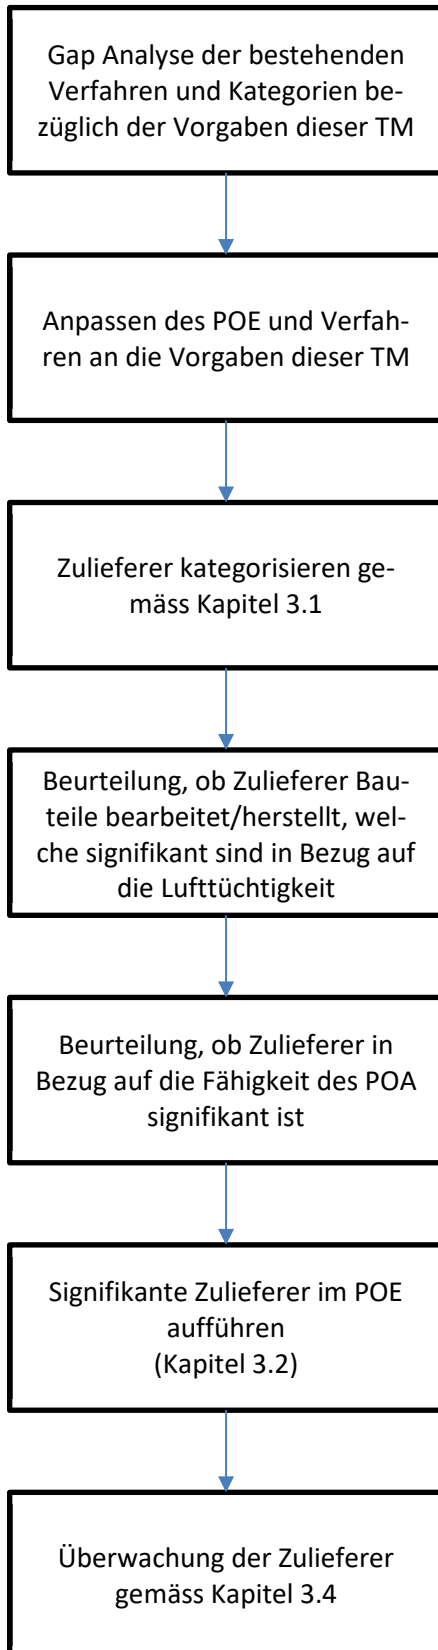 Gap Analyse der bestehenden
Verfahren und Kategorien be-
züglich der Vorgaben dieser TM
Anpassen des POE und Verfah-
ren an die Vorgaben dieser TM
Zulieferer kategorisieren ge-
mäss Kapitel 3.1
Beurteilung, ob Zulieferer Bau-
teile bearbeitet/herstellt, wel-
che signifikant sind in Bezug auf
die Lufttüchtigkeit
Beurteilung, ob Zulieferer in
Bezug auf die Fähigkeit des POA
signifikant ist
Signifikante Zulieferer im POE
aufführen
(Kapitel 3.2)
Überwachung der Zulieferer
gemäss Kapitel 3.4